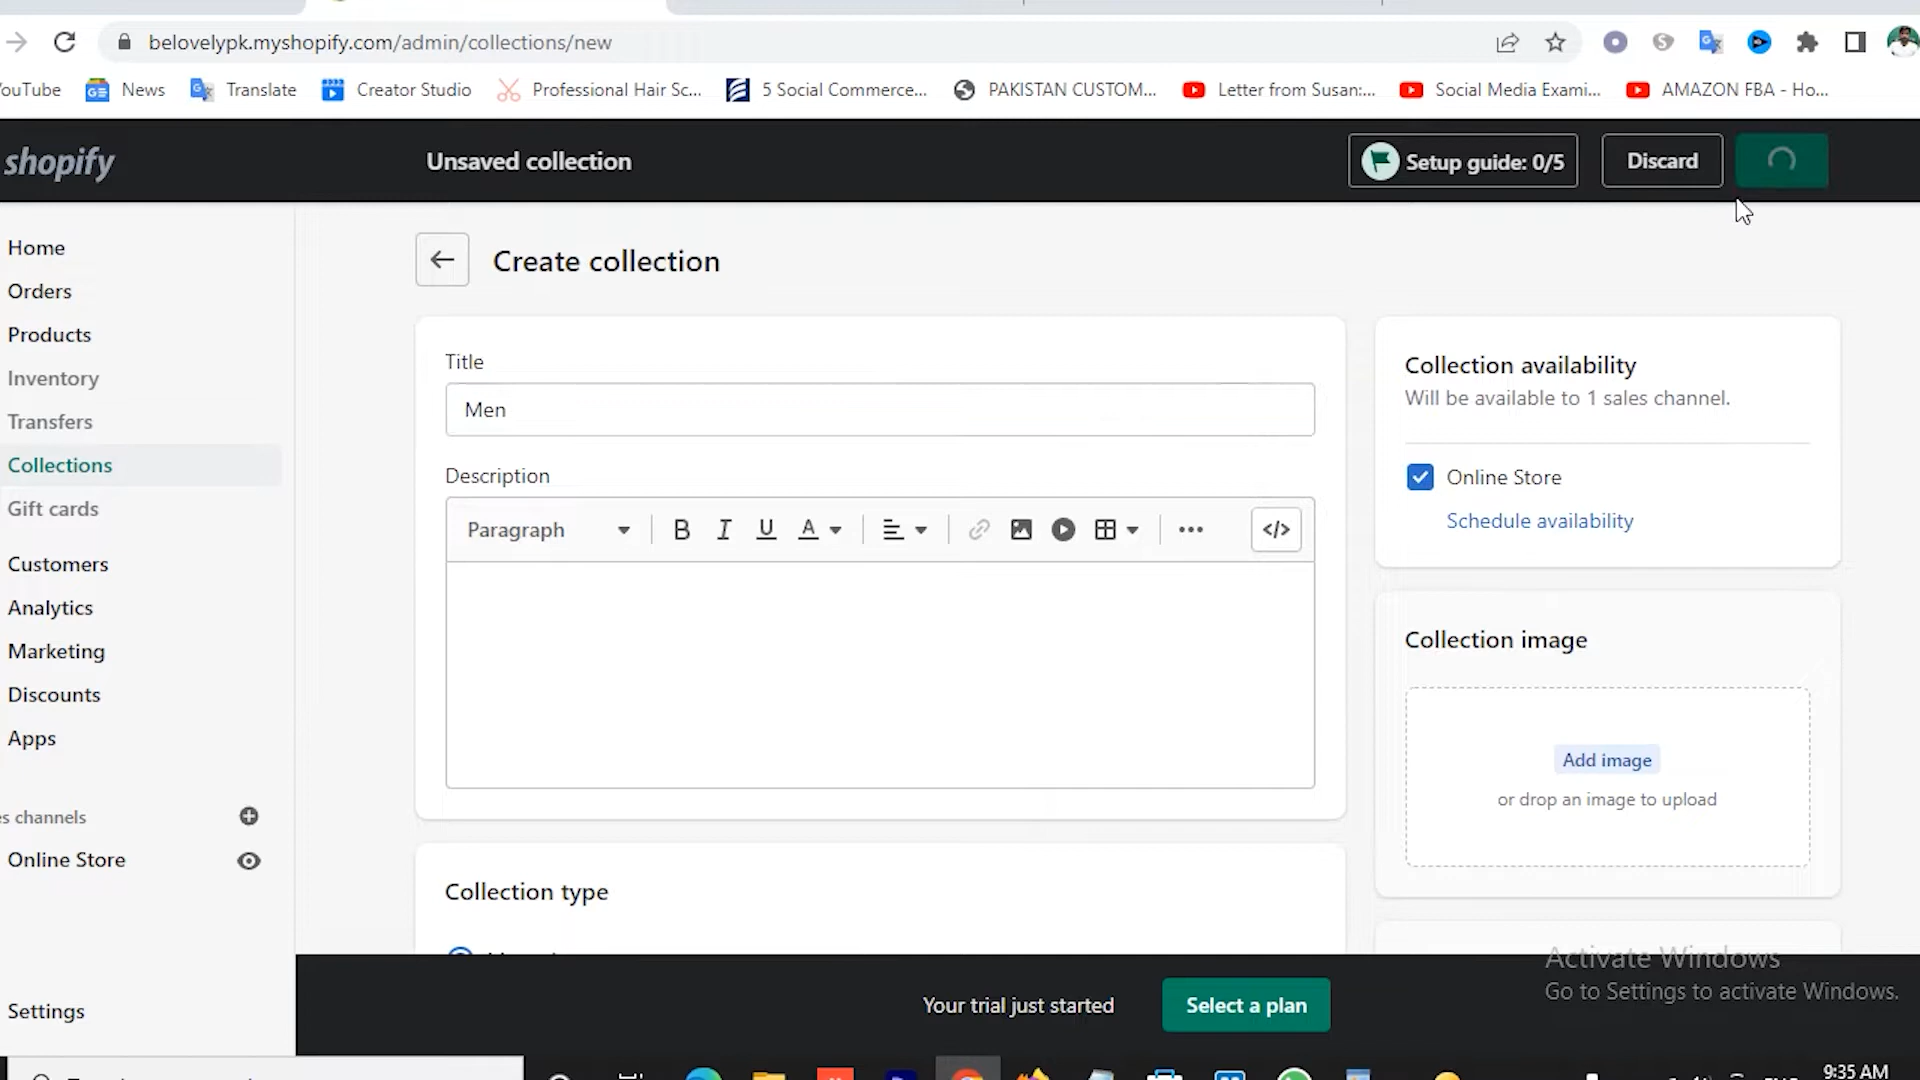 belovelypk.myshopify.com/admin/collections/new
YouTube News Translate Creator Studio Professional Hair Sc... 5 Social Commerce... PAKISTAN CUSTOM... Letter from Susan:... Social Media Exami... AMAZON FBA - Ho...
shopify
Unsaved collection
Setup guide: 0/5
Discard
Home
Orders
Products
Inventory
Transfers
Collections
Gift cards
Customers
Analytics
Marketing
Discounts
Apps
es channels
Online Store
Settings
Create collection
Title
Men
Description
Paragraph
B I U A
Collection type
Collection availability
Will be available to 1 sales channel.
Online Store
Schedule availability
Collection image
Add image
or drop an image to upload
Your trial just started
Select a plan
Activate Windows
Go to Settings to activate Windows.
9:35 AM